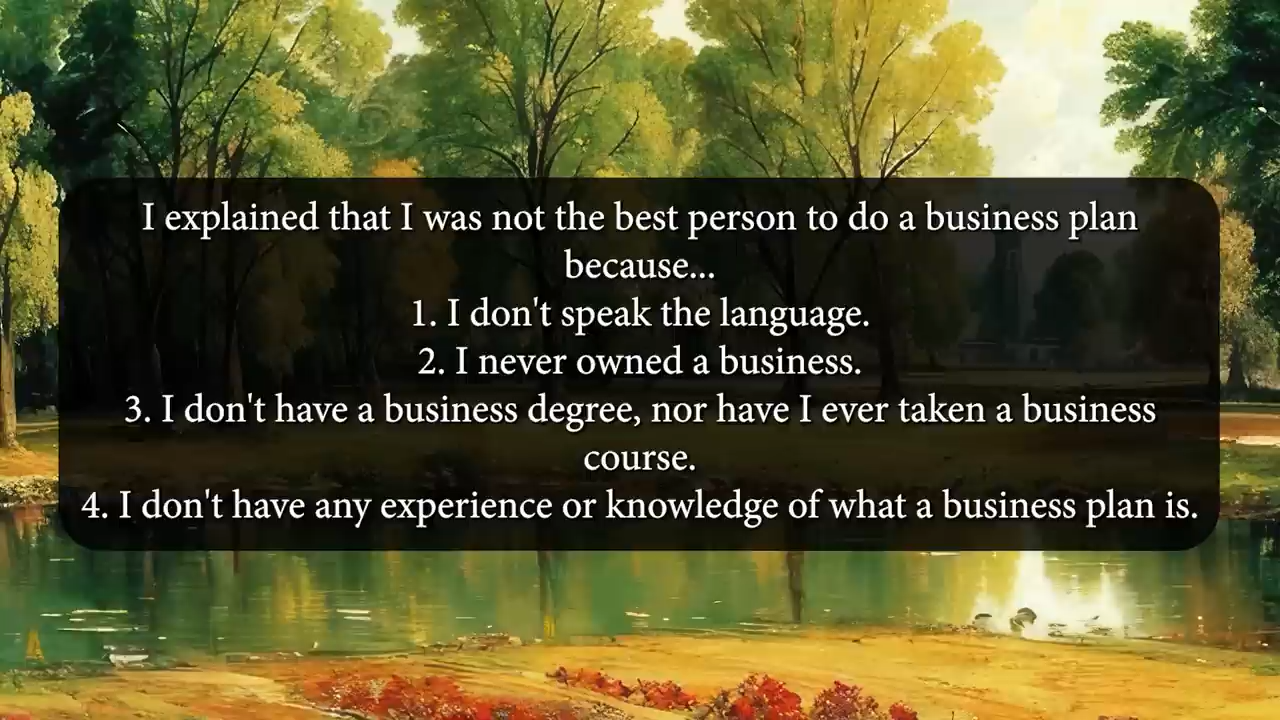 I explained that I was not the best person to do a business plan
because...
1. I don't speak the language.
2. I never owned a business.
3. I don't have a business degree, nor have I ever taken a business
course.
4. I don't have any experience or knowledge of what a business plan is.